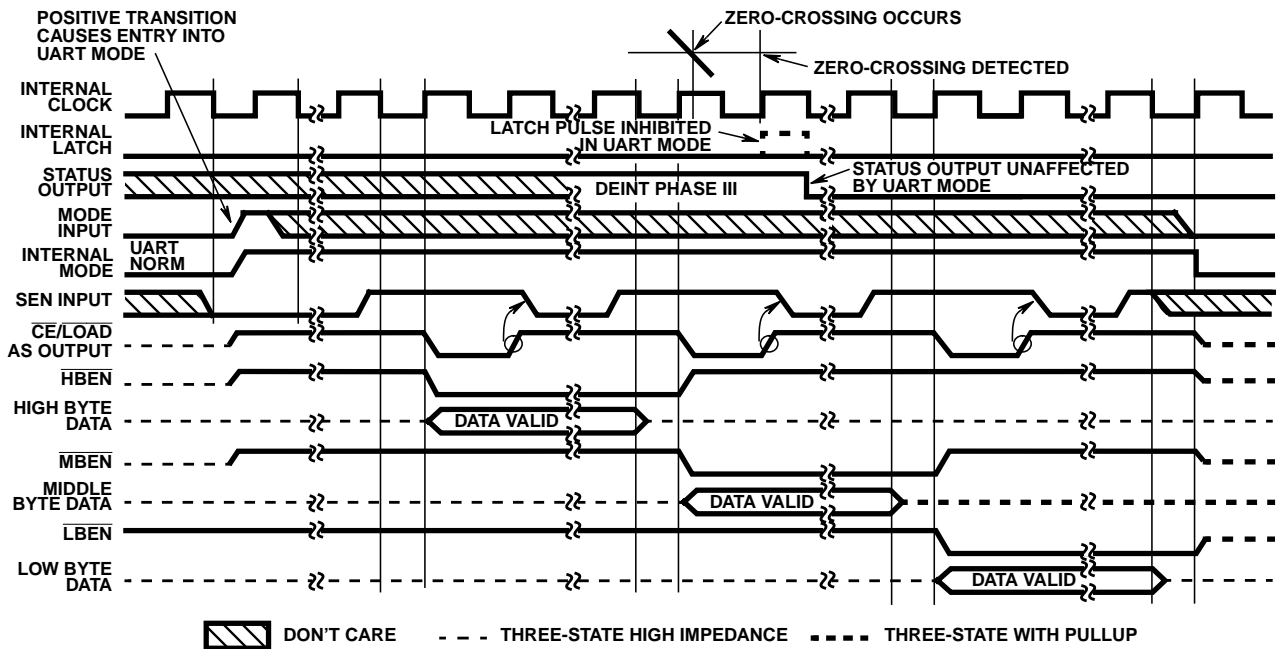 POSITIVE TRANSITION
CAUSES ENTRY INTO
UART MODE
ZERO-CROSSING OCCURS
ZERO-CROSSING DETECTED
INTERNAL
CLOCK
INTERNAL
LATCH
LATCH PULSE INHIBITED
IN UART MODE
STATUS
OUTPUT
DEINT PHASE III
STATUS OUTPUT UNAFFECTED
BY UART MODE
MODE
INPUT
INTERNAL
MODE
UART
NORM
SEN INPUT
CE/LOAD
AS OUTPUT
HBEN
HIGH BYTE
DATA
DATA VALID
MBEN
MIDDLE
BYTE DATA
DATA VALID
LBEN
LOW BYTE
DATA
DATA VALID
DON'T CARE
THREE-STATE HIGH IMPEDANCE
THREE-STATE WITH PULLUP